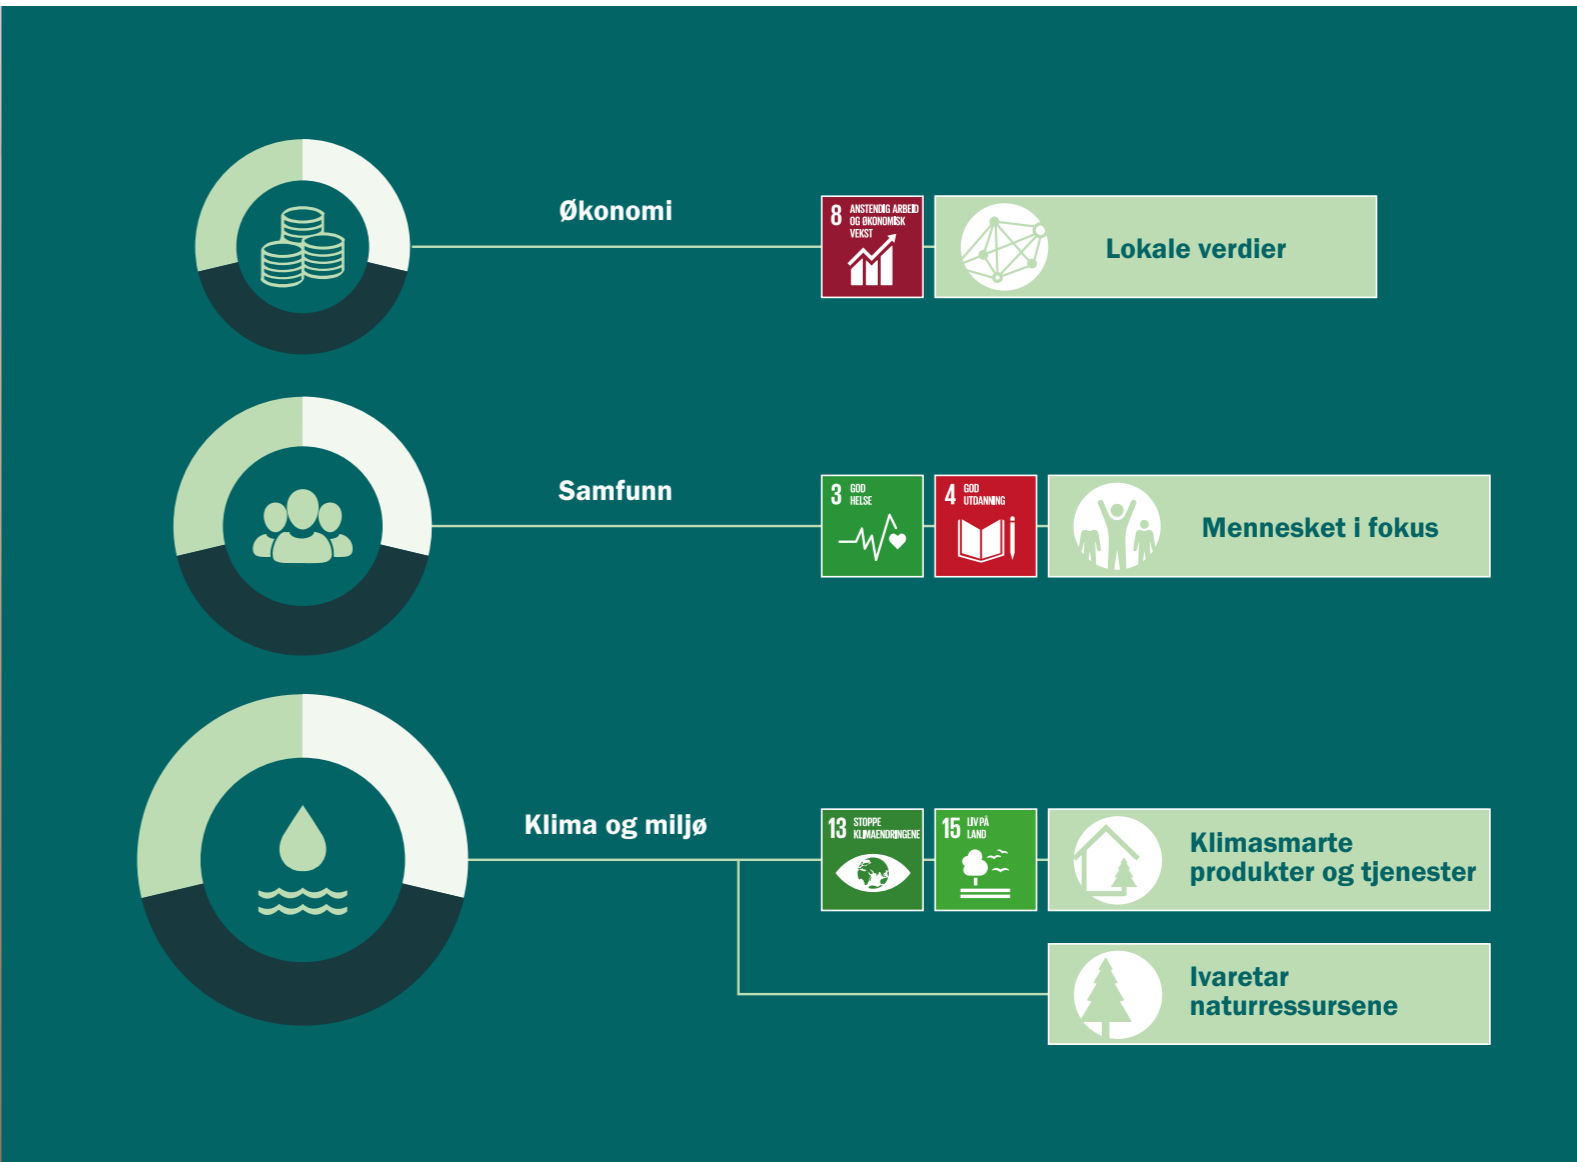 Økonomi
8 ANSTENDIG ARBEID
OG ØKONOMISK
VEKST
Lokale verdier
Samfunn
3 GOD
HELSE
4 GOD
UTDANNING
Mennesket i fokus
Klima og miljø
13 STOPPE
KLIMAENDRINGENE
15 LIV PÅ
LAND
Klimasmarte
produkter og tjenester
Ivaretar
naturressursene